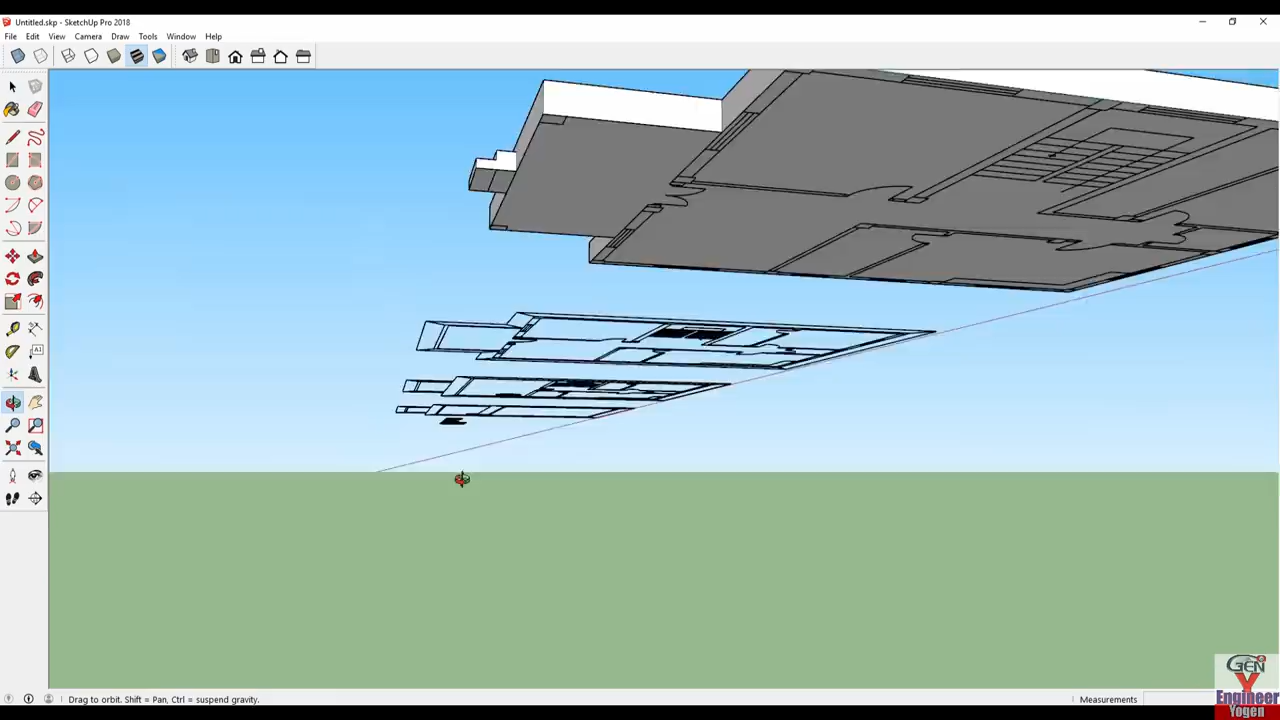 Untitled.skp - SketchUp Pro 2018
File Edit View Camera Draw Tools Window Help
Drag to orbit. Shift = Pan, Ctrl = suspend gravity.
Measurements
GEN
Y
Engineer
Yogen